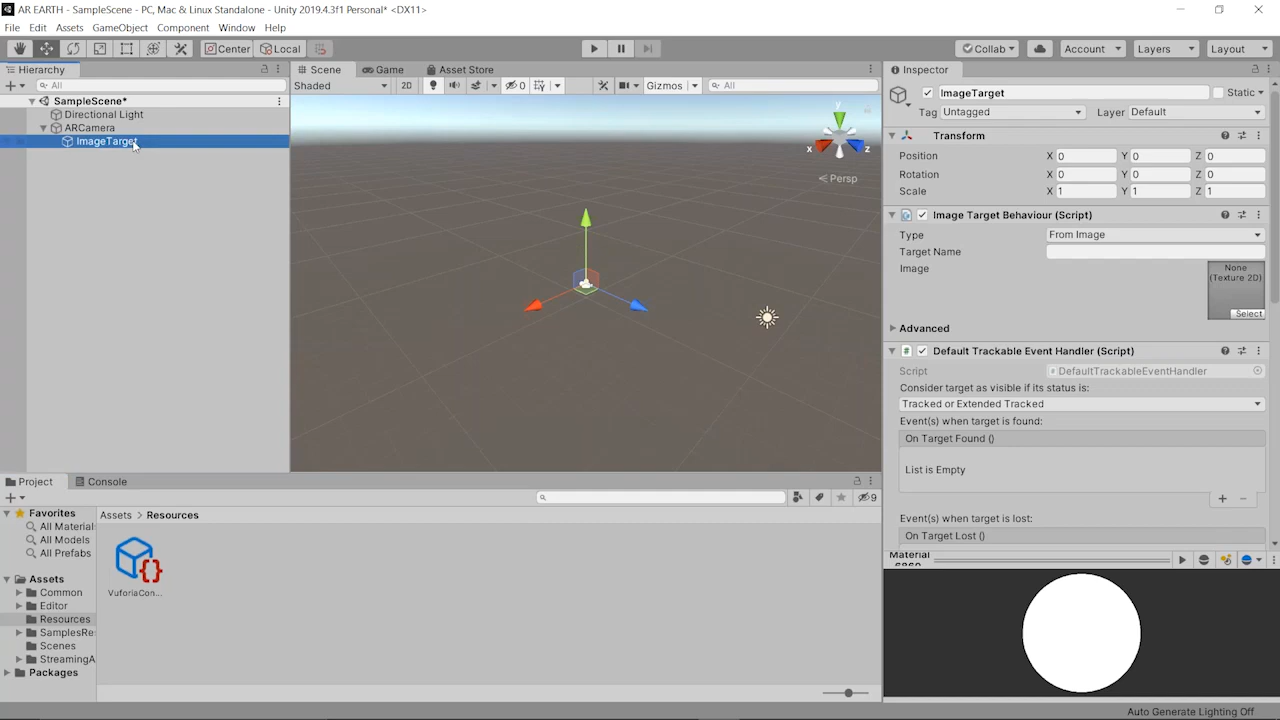 AR EARTH - SampleScene - PC, Mac & Linux Standalone - Unity 2019.4.3f1 Personal* <DX11>
File Edit Assets GameObject Component Window Help
Center Local Collab Account Layers Layout
Hierarchy
All
SampleScene*
Directional Light
ARCamera
ImageTarget
Scene Game Asset Store
Shaded 2D 0 Gizmos All
y
x z
Persp
Inspector
ImageTarget Static
Tag Untagged Layer Default
Transform
Position X 0 Y 0 Z 0
Rotation X 0 Y 0 Z 0
Scale X 1 Y 1 Z 1
Image Target Behaviour (Script)
Type From Image
Target Name
Image None
(Texture 2D)
Select
Advanced
# Default Trackable Event Handler (Script)
Script # DefaultTrackableEventHandler
Consider target as visible if its status is:
Tracked or Extended Tracked
Event(s) when target is found:
On Target Found ()
List is Empty
+ −
Event(s) when target is lost:
On Target Lost ()
Project Console
9
Favorites
All Material
All Models
All Prefabs
Assets
Common
Editor
Resources
SamplesRe
Scenes
StreamingA
Packages
Assets > Resources
VuforiaCon...
Material
Auto Generate Lighting Off